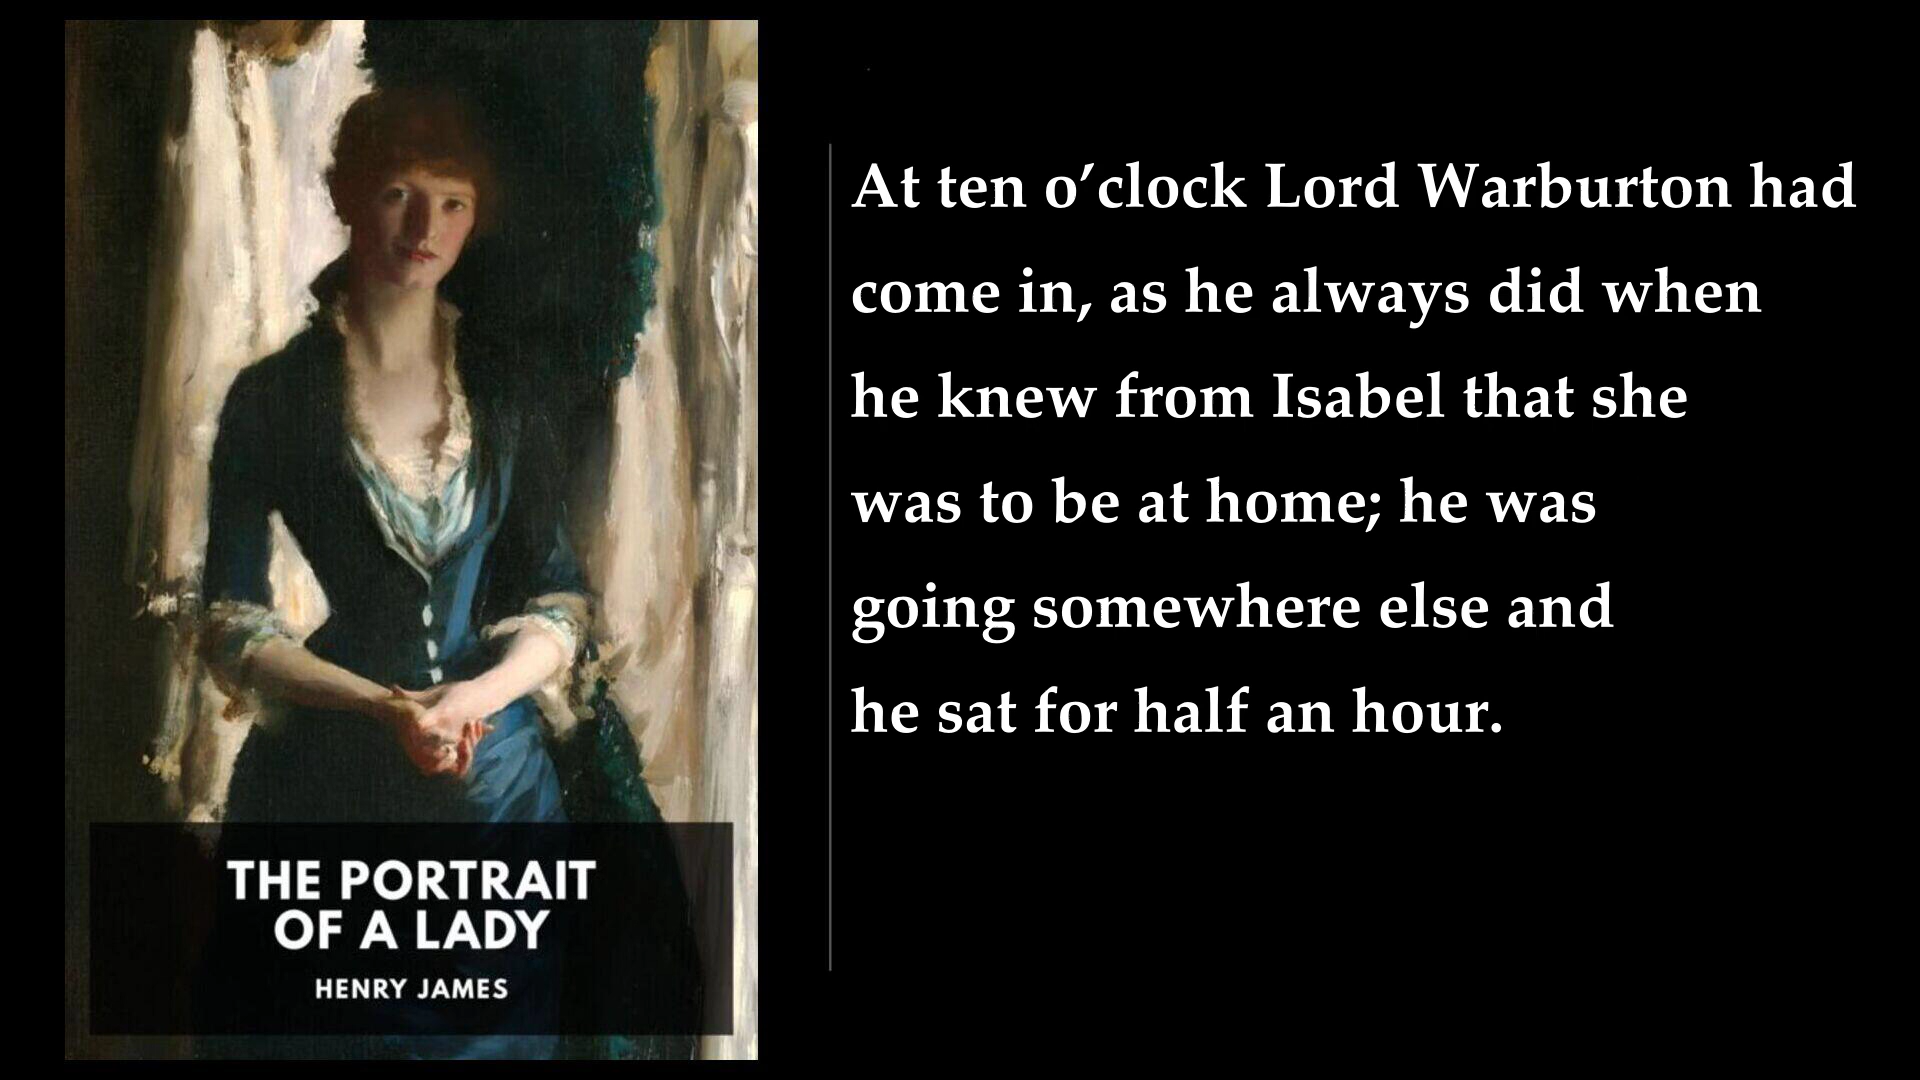 THE PORTRAIT
OF A LADY
HENRY JAMES
At ten o’clock Lord Warburton had
come in, as he always did when
he knew from Isabel that she
was to be at home; he was
going somewhere else and
he sat for half an hour.